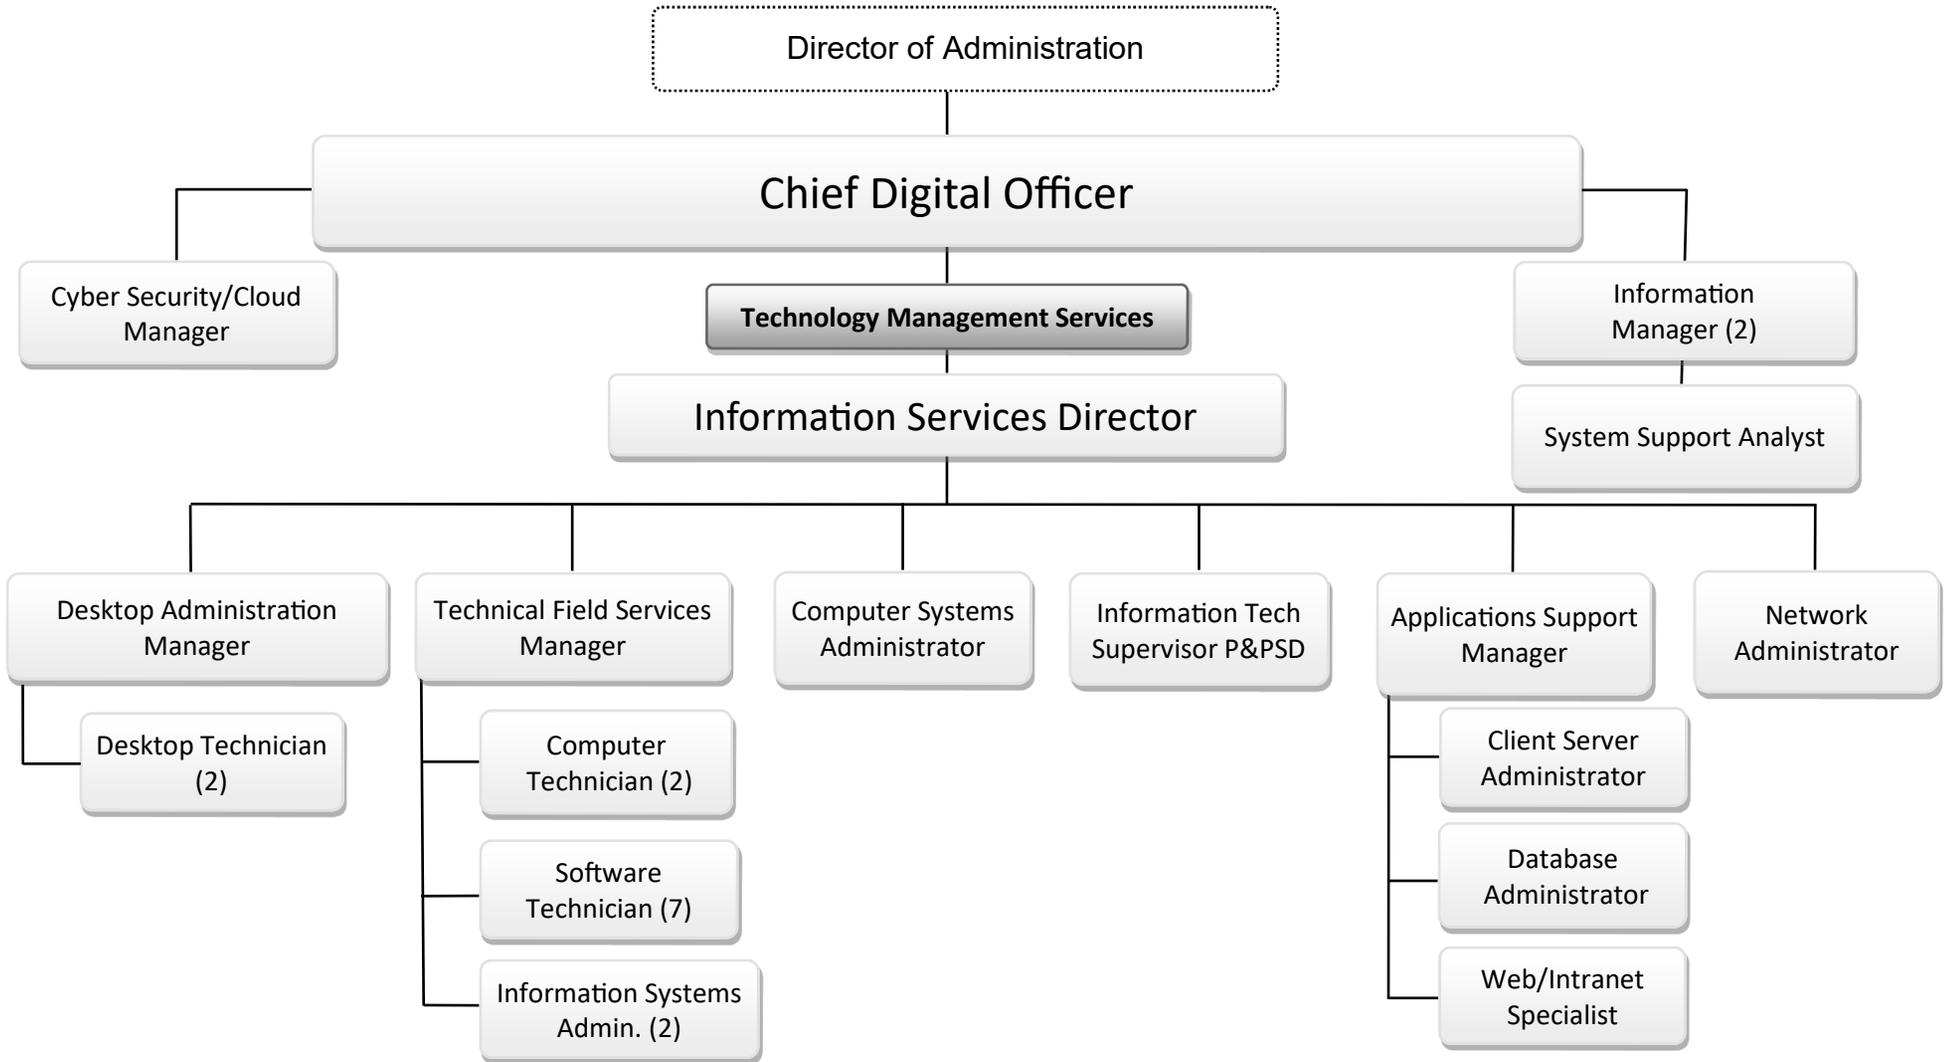 Director of Administration
Chief Digital Officer
Cyber Security/Cloud
Manager
Technology Management Services
Information
Manager (2)
Information Services Director
System Support Analyst
Desktop Administration
Manager
Technical Field Services
Manager
Computer Systems
Administrator
Information Tech
Supervisor P&PSD
Applications Support
Manager
Network
Administrator
Desktop Technician
(2)
Computer
Technician (2)
Software
Technician (7)
Information Systems
Admin. (2)
Client Server
Administrator
Database
Administrator
Web/Intranet
Specialist